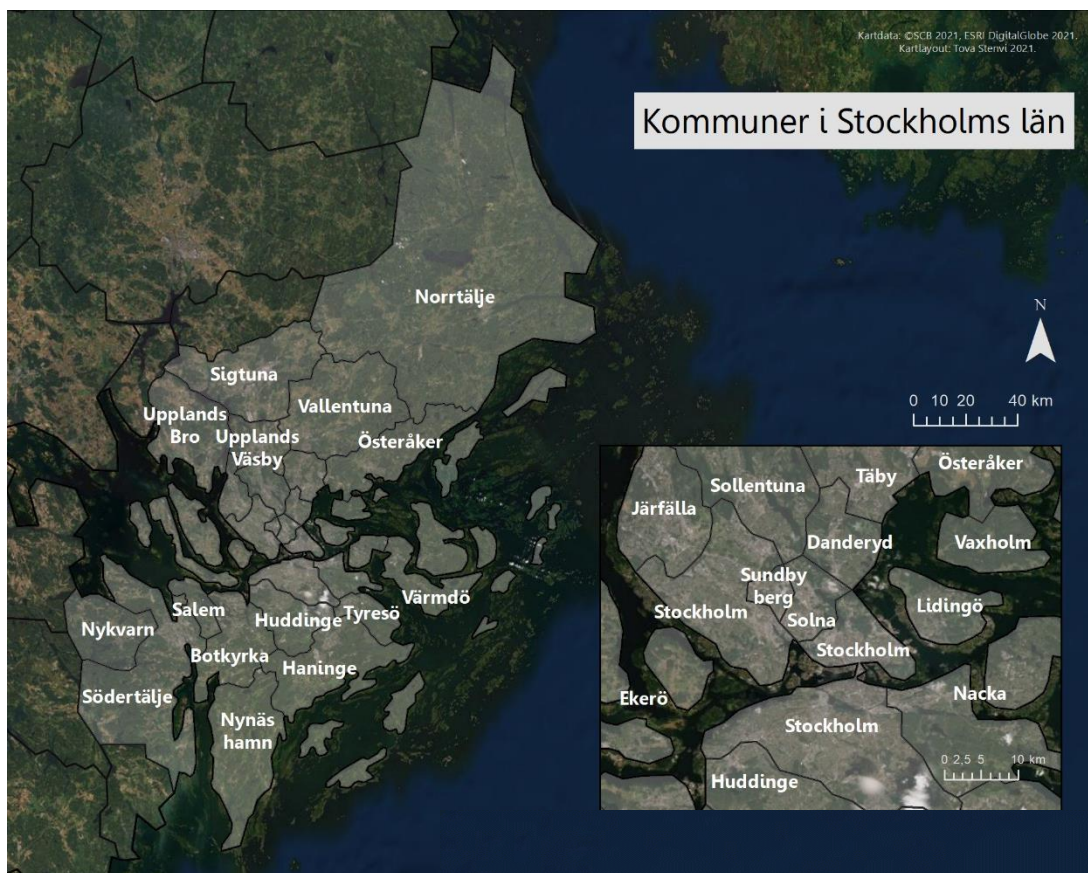 Kartdata: ©SCB 2021, ESRI DigitalGlobe 2021.
Kartlayout: Tova Stenvi 2021.
Kommuner i Stockholms län
Norrtälje
N
Sigtuna
Vallentuna
0 10 20 40 km
Upplands
Bro
Upplands
Väsby
Österåker
Värmdö
Salem
Huddinge
Tyresö
Nykvarn
Botkyrka
Haninge
Södertälje
Nynäs
hamn
Österåker
Täby
Sollentuna
Järfälla
Danderyd
Vaxholm
Sundby
berg
Stockholm
Lidingö
Solna
Stockholm
Ekerö
Nacka
Stockholm
0 2,5 5 10 km
Huddinge